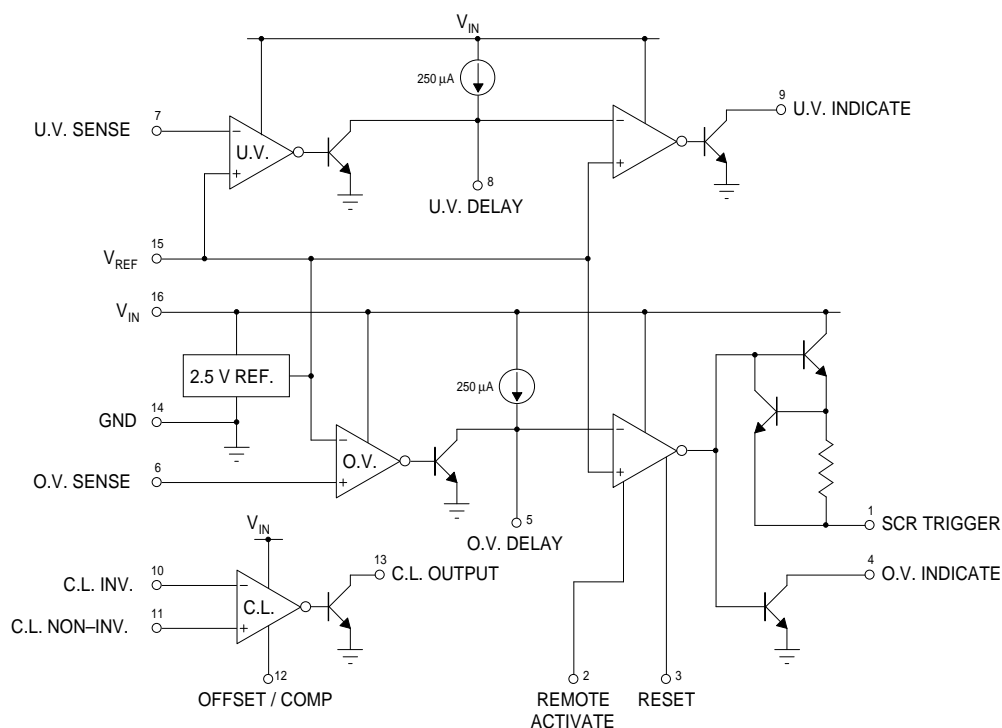 V_IN
250 µA
7
U.V. SENSE
−
U.V.
+
8
U.V. DELAY
−
+
9
U.V. INDICATE
15
V_REF
16
V_IN
2.5 V REF.
250 µA
14
GND
6
O.V. SENSE
−
O.V.
+
5
O.V. DELAY
−
+
1
SCR TRIGGER
4
O.V. INDICATE
V_IN
13
C.L. OUTPUT
10
C.L. INV.
−
C.L.
11
C.L. NON–INV.
+
12
OFFSET / COMP
2
REMOTE
ACTIVATE
3
RESET